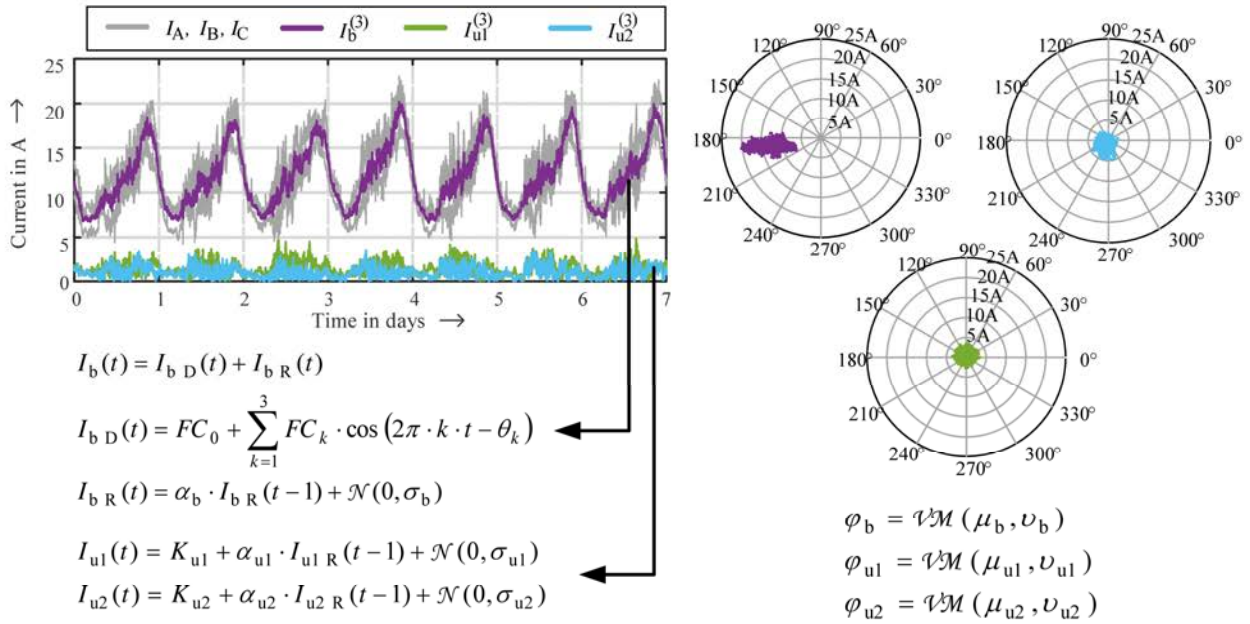 I_A, I_B, I_C I_b^(3) I_u1^(3) I_u2^(3)
Current in A →
25
20
15
10
5
0
0 1 2 3 4 5 6 7
Time in days →
I_b(t) = I_b D(t) + I_b R(t)
I_b D(t) = FC_0 + ∑_{k=1}^{3} FC_k · cos (2π · k · t − θ_k)
I_b R(t) = α_b · I_b R(t − 1) + 𝒩(0, σ_b)
I_u1(t) = K_u1 + α_u1 · I_u1 R(t − 1) + 𝒩(0, σ_u1)
I_u2(t) = K_u2 + α_u2 · I_u2 R(t − 1) + 𝒩(0, σ_u2)
90° 25A
120° 60°
20A
15A
150° 30°
10A
5A
180° 0°
210° 330°
240° 300°
270°
90° 25A
120° 60°
20A
15A
150° 30°
10A
5A
180° 0°
210° 330°
240° 300°
270°
90° 25A
120° 60°
20A
15A
150° 30°
10A
5A
180° 0°
210° 330°
240° 300°
270°
φ_b = 𝒱ℳ (μ_b, υ_b)
φ_u1 = 𝒱ℳ (μ_u1, υ_u1)
φ_u2 = 𝒱ℳ (μ_u2, υ_u2)